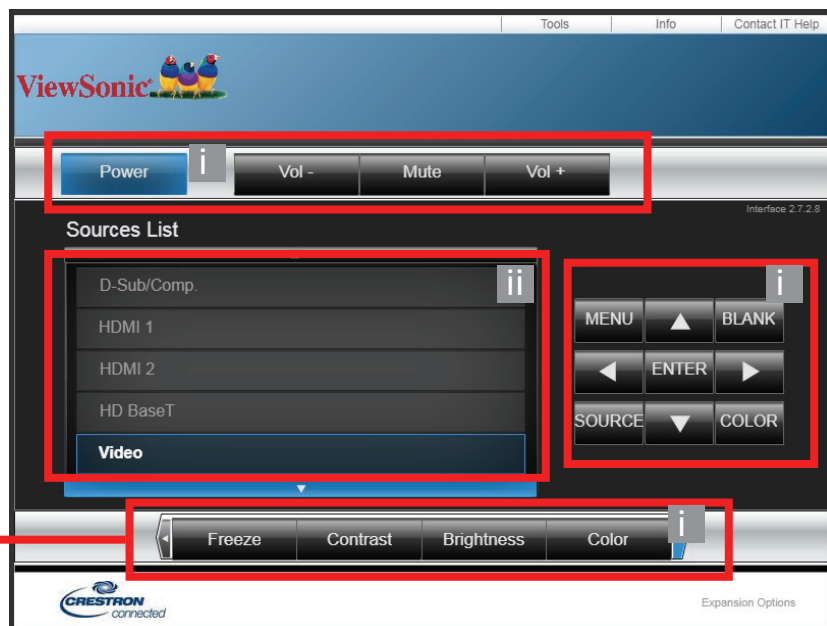 Tools Info Contact IT Help
ViewSonic®
Power i Vol - Mute Vol +
Interface 2.7.2.8
Sources List
ii
i
D-Sub/Comp.
HDMI 1
HDMI 2
HD BaseT
Video
MENU BLANK
ENTER
SOURCE COLOR
Freeze Contrast Brightness Color i
CRESTRON
connected
Expansion Options